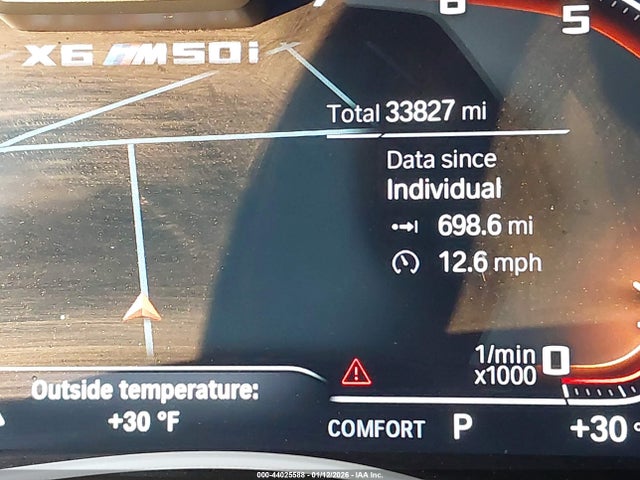 6
5
X6 M50i
Total 33827 mi
Data since
Individual
698.6 mi
12.6 mph
1/min
x1000
0
Outside temperature:
+30 °F
COMFORT P +30
000-44025588 - 01/12/2026 - IAA Inc.